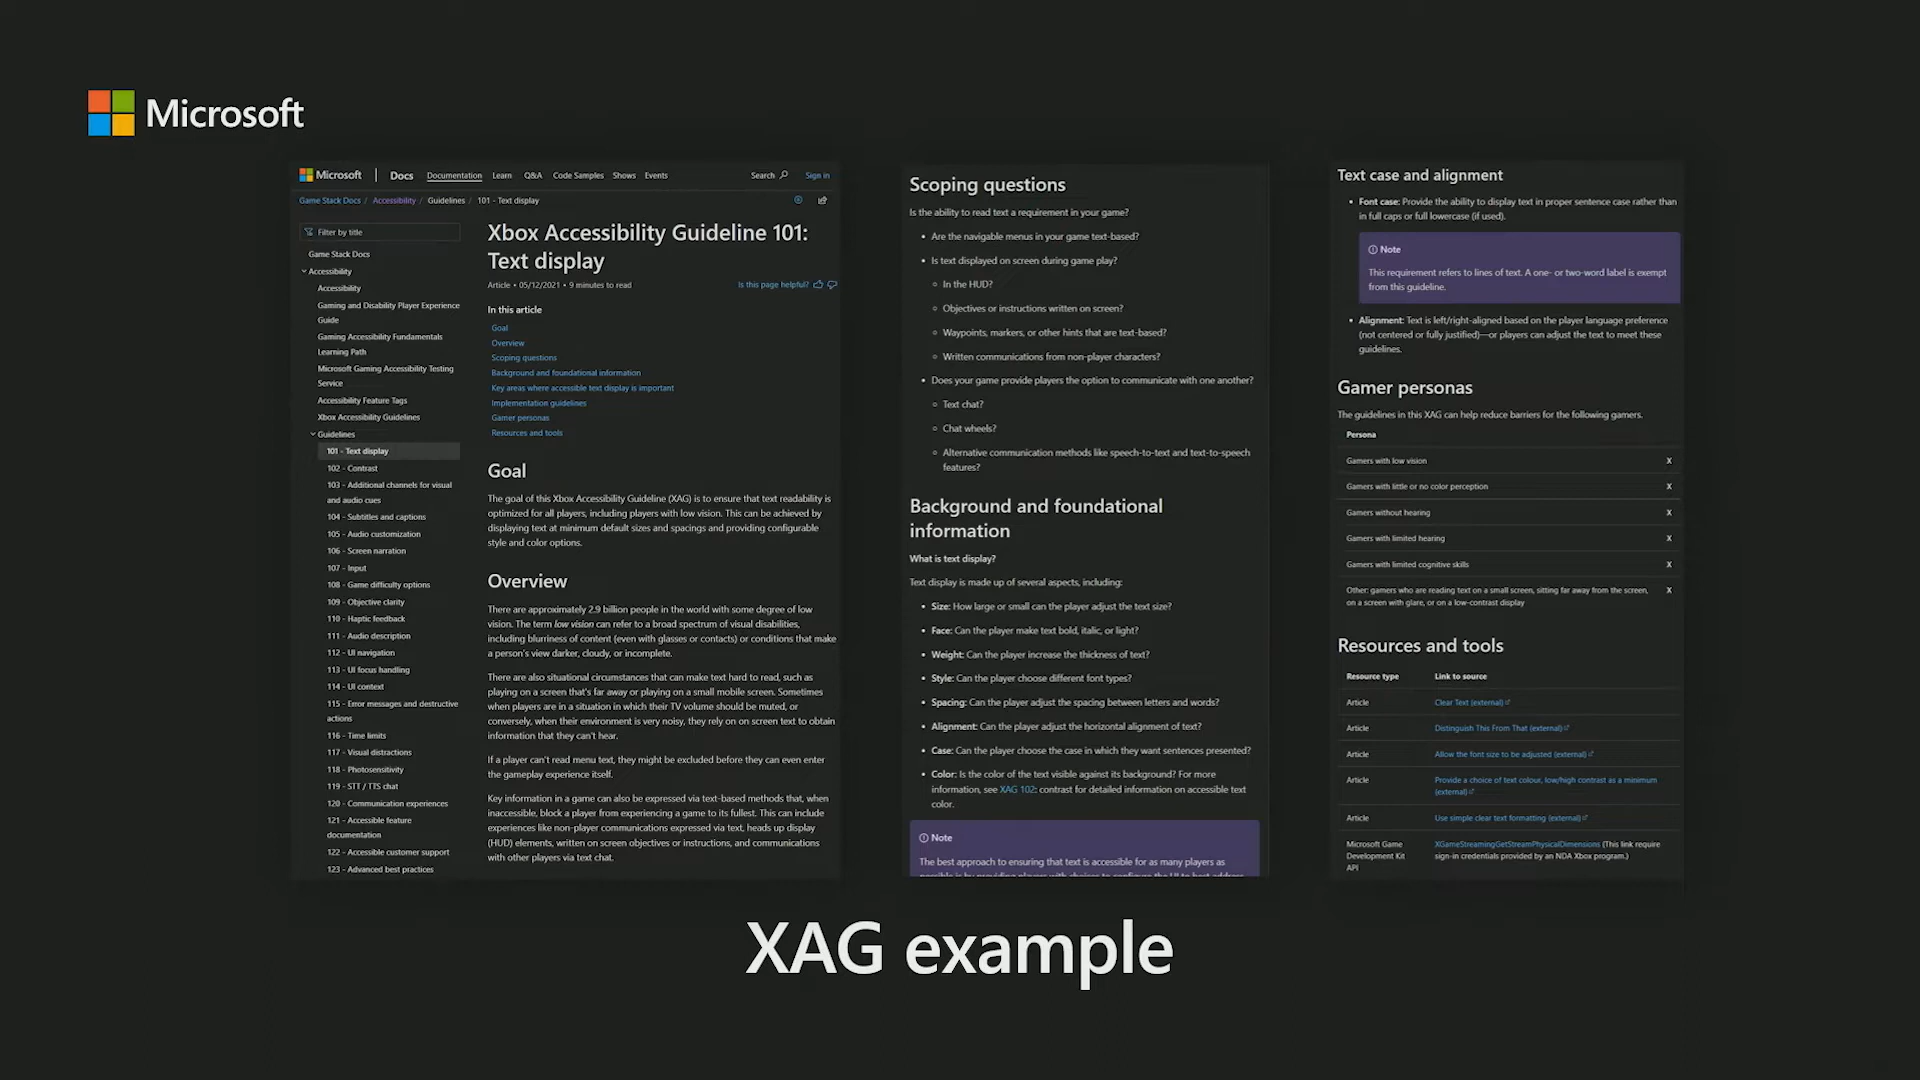 Microsoft
Microsoft | Docs Documentation Learn Q&A Code Samples Shows Events Search Sign in
Game Stack Docs / Accessibility / Guidelines / 101 - Text display
Filter by title
Game Stack Docs
Accessibility
Accessibility
Gaming and Disability Player Experience
Guide
Gaming Accessibility Fundamentals
Learning Path
Microsoft Gaming Accessibility Testing
Service
Accessibility Feature Tags
Xbox Accessibility Guidelines
Guidelines
101 - Text display
102 - Contrast
103 - Additional channels for visual
and audio cues
104 - Subtitles and captions
105 - Audio customization
106 - Screen narration
107 - Input
108 - Game difficulty options
109 - Objective clarity
110 - Haptic feedback
111 - Audio description
112 - UI navigation
113 - UI focus handling
114 - UI context
115 - Error messages and destructive
actions
116 - Time limits
117 - Visual distractions
118 - Photosensitivity
119 - STT / TTS chat
120 - Communication experiences
121 - Accessible feature
documentation
122 - Accessible customer support
123 - Advanced best practices
Xbox Accessibility Guideline 101:
Text display
Article • 05/12/2021 • 9 minutes to read
Is this page helpful?
In this article
Goal
Overview
Scoping questions
Background and foundational information
Key areas where accessible text display is important
Implementation guidelines
Gamer personas
Resources and tools
Goal
The goal of this Xbox Accessibility Guideline (XAG) is to ensure that text readability is
optimized for all players, including players with low vision. This can be achieved by
displaying text at minimum default sizes and spacings and providing configurable
style and color options.
Overview
There are approximately 2.9 billion people in the world with some degree of low
vision. The term low vision can refer to a broad spectrum of visual disabilities,
including blurriness of content (even with glasses or contacts) or conditions that make
a person's view darker, cloudy, or incomplete.
There are also situational circumstances that can make text hard to read, such as
playing on a screen that's far away or playing on a small mobile screen. Sometimes
when players are in a situation in which their TV volume should be muted, or
conversely, when their environment is very noisy, they rely on on screen text to obtain
information that they can't hear.
If a player can't read menu text, they might be excluded before they can even enter
the gameplay experience itself.
Key information in a game can also be expressed via text-based methods that, when
inaccessible, block a player from experiencing a game to its fullest. This can include
experiences like non-player communications expressed via text, heads up display
(HUD) elements, written on screen objectives or instructions, and communications
with other players via text chat.
Scoping questions
Is the ability to read text a requirement in your game?
• Are the navigable menus in your game text-based?
• Is text displayed on screen during game play?
○ In the HUD?
○ Objectives or instructions written on screen?
○ Waypoints, markers, or other hints that are text-based?
○ Written communications from non-player characters?
• Does your game provide players the option to communicate with one another?
○ Text chat?
○ Chat wheels?
○ Alternative communication methods like speech-to-text and text-to-speech
features?
Background and foundational
information
What is text display?
Text display is made up of several aspects, including:
• Size: How large or small can the player adjust the text size?
• Face: Can the player make text bold, italic, or light?
• Weight: Can the player increase the thickness of text?
• Style: Can the player choose different font types?
• Spacing: Can the player adjust the spacing between letters and words?
• Alignment: Can the player adjust the horizontal alignment of text?
• Case: Can the player choose the case in which they want sentences presented?
• Color: Is the color of the text visible against its background? For more
information, see XAG 102: contrast for detailed information on accessible text
color.
Note
The best approach to ensuring that text is accessible for as many players as
possible is by providing players with choices to configure the UI to best address
Text case and alignment
• Font case: Provide the ability to display text in proper sentence case rather than
in full caps or full lowercase (if used).
Note
This requirement refers to lines of text. A one- or two-word label is exempt
from this guideline.
• Alignment: Text is left/right-aligned based on the player language preference
(not centered or fully justified)—or players can adjust the text to meet these
guidelines.
Gamer personas
The guidelines in this XAG can help reduce barriers for the following gamers.
Persona
Gamers with low vision X
Gamers with little or no color perception X
Gamers without hearing X
Gamers with limited hearing X
Gamers with limited cognitive skills X
Other: gamers who are reading text on a small screen, sitting far away from the screen, X
on a screen with glare, or on a low-contrast display
Resources and tools
Resource type Link to source
Article Clear Text (external)
Article Distinguish This From That (external)
Article Allow the font size to be adjusted (external)
Article Provide a choice of text colour, low/high contrast as a minimum
(external)
Article Use simple clear text formatting (external)
Microsoft Game XGameStreamingGetStreamPhysicalDimensions (This link require
Development Kit sign-in credentials provided by an NDA Xbox program.)
API
XAG example